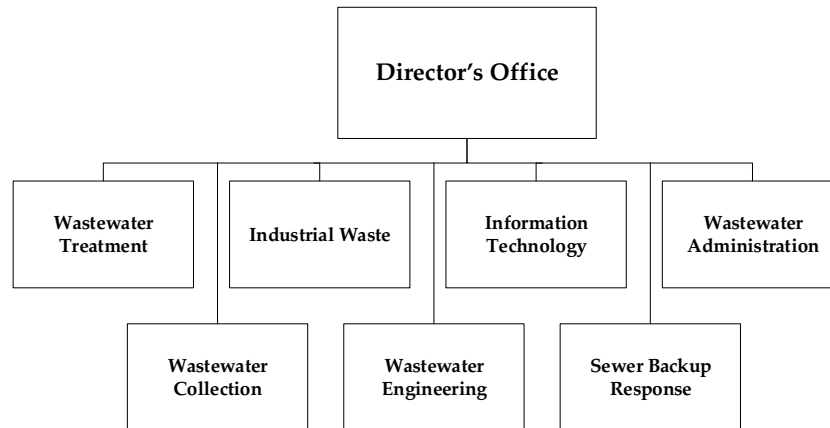 Director’s Office
Wastewater
Treatment
Industrial Waste
Information
Technology
Wastewater
Administration
Wastewater
Collection
Wastewater
Engineering
Sewer Backup
Response